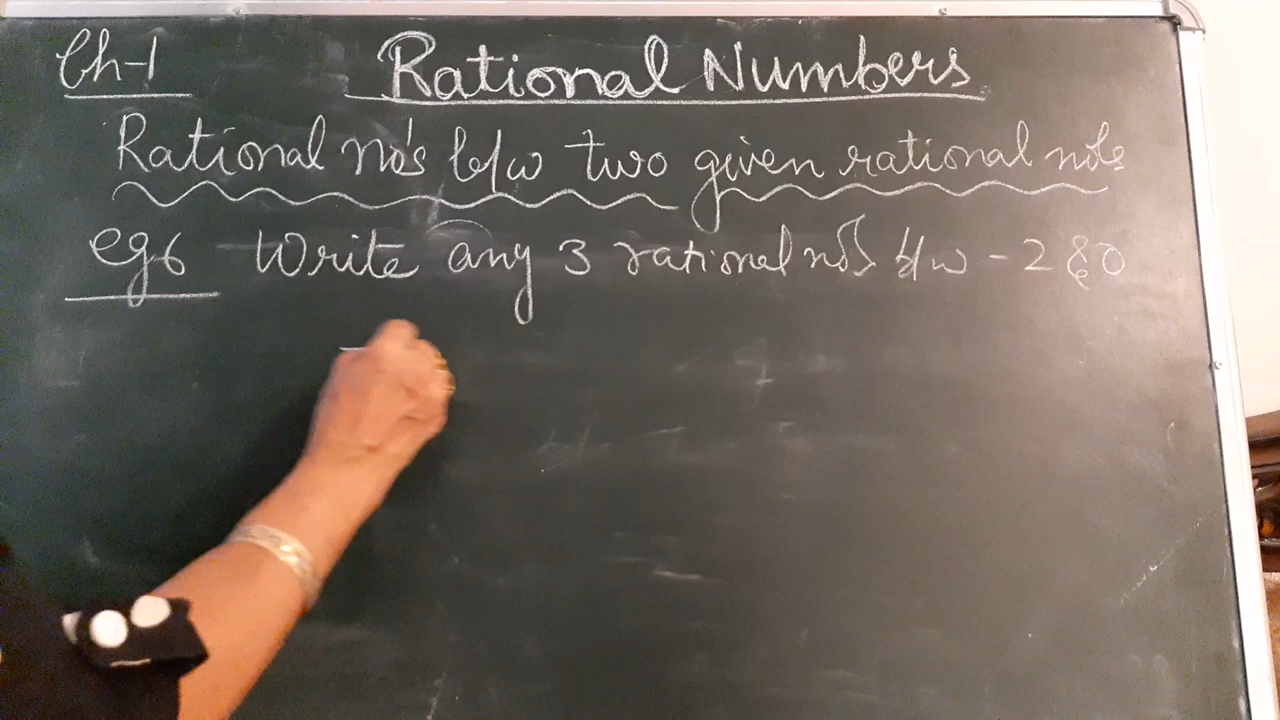 Ch-1 Rational Numbers
Rational no's b/w two given rational no's
eg6 Write any 3 rational no's b/w -2 & 0